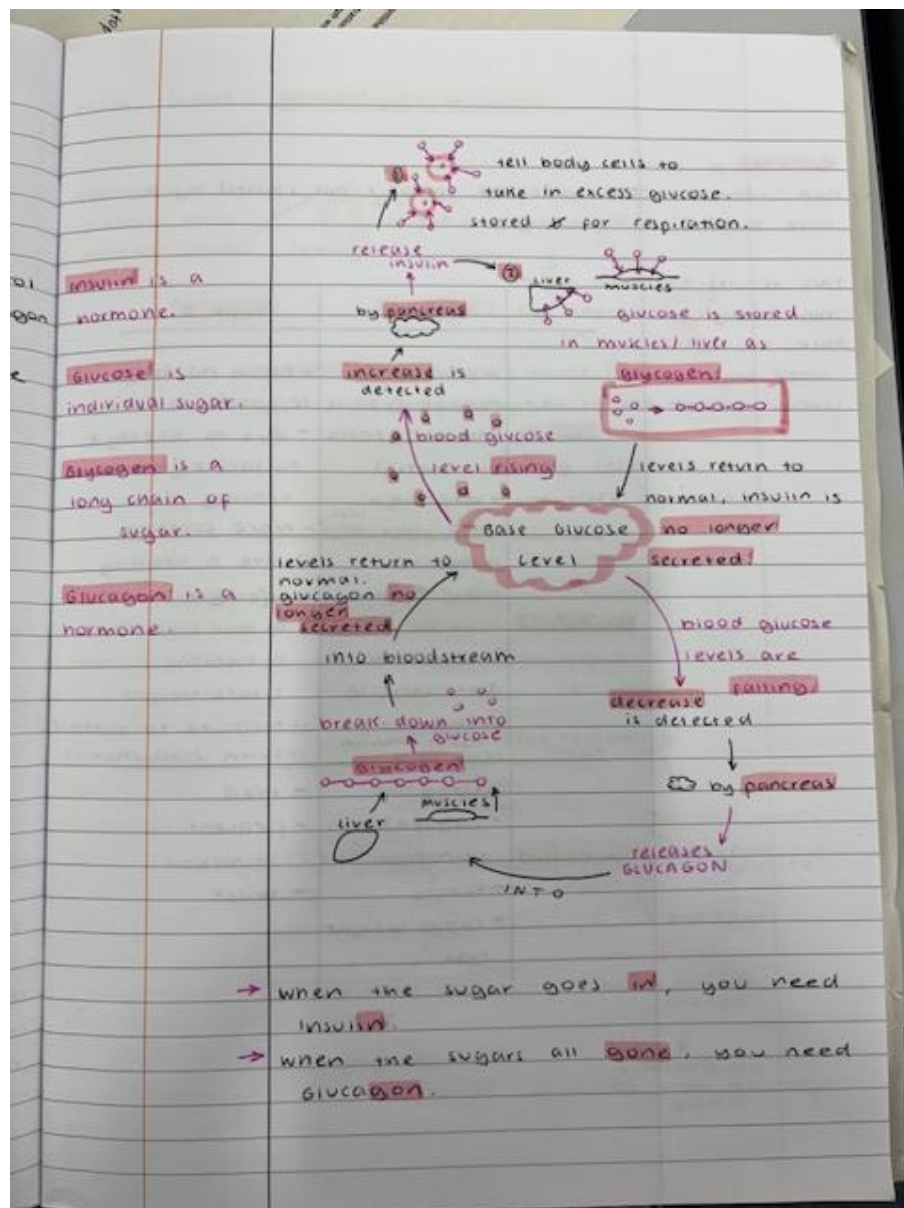 insulin is a
hormone.
Glucose is
individual sugar.
Glycogen is a
long chain of
sugar.
Glucagon is a
hormone.
①
tell body cells to
take in excess glucose.
stored for respiration.
release
insulin
②
liver
muscles
by pancreas
glucose is stored
in muscles/ liver as
glycogen
increase is
detected
blood glucose
level rising
levels return to
normal, insulin is
no longer
secreted
Base Glucose
Level
levels return to
normal.
glucagon no
longer
secreted
into bloodstream
blood glucose
levels are
falling
decrease
is detected
break down into
glucose
Glycogen
by pancreas
muscles
liver
releases
GLUCAGON
INTO
→ when the sugar goes in, you need
insulin.
→ when the sugars all gone, you need
Glucagon.